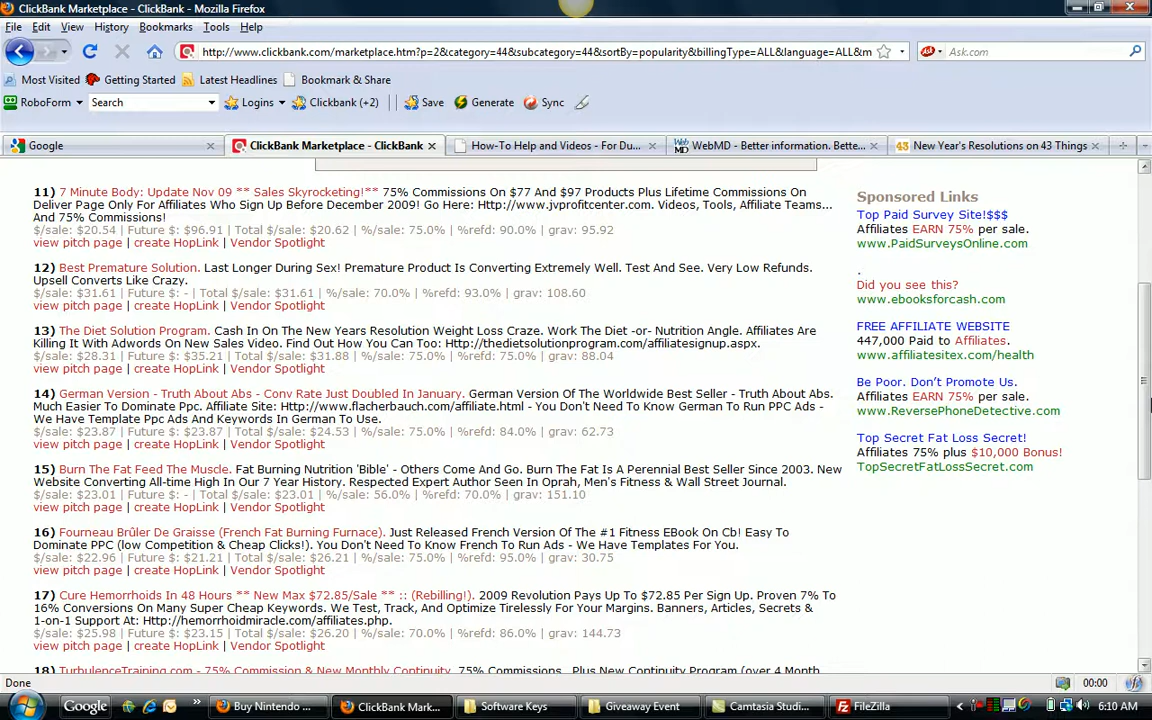 ClickBank Marketplace - ClickBank - Mozilla Firefox
File Edit View History Bookmarks Tools Help
http://www.clickbank.com/marketplace.htm?p=2&category=44&subcategory=44&sortBy=popularity&billingType=ALL&language=ALL&m
Ask Ask.com
Most Visited Getting Started Latest Headlines Bookmark & Share
RoboForm Search Logins Clickbank (+2) Save Generate Sync
Google
ClickBank Marketplace - ClickBank
How-To Help and Videos - For Du...
Web MD WebMD - Better information. Bette...
43 New Year's Resolutions on 43 Things
11) 7 Minute Body: Update Nov 09 ** Sales Skyrocketing!** 75% Commissions On $77 And $97 Products Plus Lifetime Commissions On
Deliver Page Only For Affiliates Who Sign Up Before December 2009! Go Here: Http://www.jvprofitcenter.com. Videos, Tools, Affiliate Teams...
And 75% Commissions!
$/sale: $20.54 | Future $: $96.91 | Total $/sale: $20.62 | %/sale: 75.0% | %refd: 90.0% | grav: 95.92
view pitch page | create HopLink | Vendor Spotlight
12) Best Premature Solution. Last Longer During Sex! Premature Product Is Converting Extremely Well. Test And See. Very Low Refunds.
Upsell Converts Like Crazy.
$/sale: $31.61 | Future $: - | Total $/sale: $31.61 | %/sale: 70.0% | %refd: 93.0% | grav: 108.60
view pitch page | create HopLink | Vendor Spotlight
13) The Diet Solution Program. Cash In On The New Years Resolution Weight Loss Craze. Work The Diet -or- Nutrition Angle. Affiliates Are
Killing It With Adwords On New Sales Video. Find Out How You Can Too: Http://thedietsolutionprogram.com/affiliatesignup.aspx.
$/sale: $28.31 | Future $: $35.21 | Total $/sale: $31.88 | %/sale: 75.0% | %refd: 75.0% | grav: 88.04
view pitch page | create HopLink | Vendor Spotlight
14) German Version - Truth About Abs - Conv Rate Just Doubled In January. German Version Of The Worldwide Best Seller - Truth About Abs.
Much Easier To Dominate Ppc. Affiliate Site: Http://www.flacherbauch.com/affiliate.html - You Don't Need To Know German To Run PPC Ads -
We Have Template Ppc Ads And Keywords In German To Use.
$/sale: $23.87 | Future $: $23.87 | Total $/sale: $24.53 | %/sale: 75.0% | %refd: 84.0% | grav: 62.73
view pitch page | create HopLink | Vendor Spotlight
15) Burn The Fat Feed The Muscle. Fat Burning Nutrition 'Bible' - Others Come And Go. Burn The Fat Is A Perennial Best Seller Since 2003. New
Website Converting All-time High In Our 7 Year History. Respected Expert Author Seen In Oprah, Men's Fitness & Wall Street Journal.
$/sale: $23.01 | Future $: - | Total $/sale: $23.01 | %/sale: 56.0% | %refd: 70.0% | grav: 151.10
view pitch page | create HopLink | Vendor Spotlight
16) Fourneau Brûler De Graisse (French Fat Burning Furnace). Just Released French Version Of The #1 Fitness EBook On Cb! Easy To
Dominate PPC (low Competition & Cheap Clicks!). You Don't Need To Know French To Run Ads - We Have Templates For You.
$/sale: $22.96 | Future $: $21.21 | Total $/sale: $26.21 | %/sale: 75.0% | %refd: 95.0% | grav: 30.75
view pitch page | create HopLink | Vendor Spotlight
17) Cure Hemorrhoids In 48 Hours ** New Max $72.85/Sale ** :: (Rebilling!). 2009 Revolution Pays Up To $72.85 Per Sign Up. Proven 7% To
16% Conversions On Many Super Cheap Keywords. We Test, Track, And Optimize Tirelessly For Your Margins. Banners, Articles, Secrets &
1-on-1 Support At: Http://hemorrhoidmiracle.com/affiliates.php.
$/sale: $25.98 | Future $: $23.15 | Total $/sale: $26.20 | %/sale: 70.0% | %refd: 86.0% | grav: 144.73
view pitch page | create HopLink | Vendor Spotlight
18) TurbulenceTraining.com - 75% Commission & New Monthly Continuity. 75% Commissions...Plus New Continuity Program (over 4 Month
Sponsored Links
Top Paid Survey Site!$$$
Affiliates EARN 75% per sale.
www.PaidSurveysOnline.com
.
Did you see this?
www.ebooksforcash.com
FREE AFFILIATE WEBSITE
447,000 Paid to Affiliates.
www.affiliatesitex.com/health
Be Poor. Don't Promote Us.
Affiliates EARN 75% per sale.
www.ReversePhoneDetective.com
Top Secret Fat Loss Secret!
Affiliates 75% plus $10,000 Bonus!
TopSecretFatLossSecret.com
Done 00:00
Google Buy Nintendo ... ClickBank Mark... Software Keys Giveaway Event Camtasia Studi... FileZilla 6:10 AM